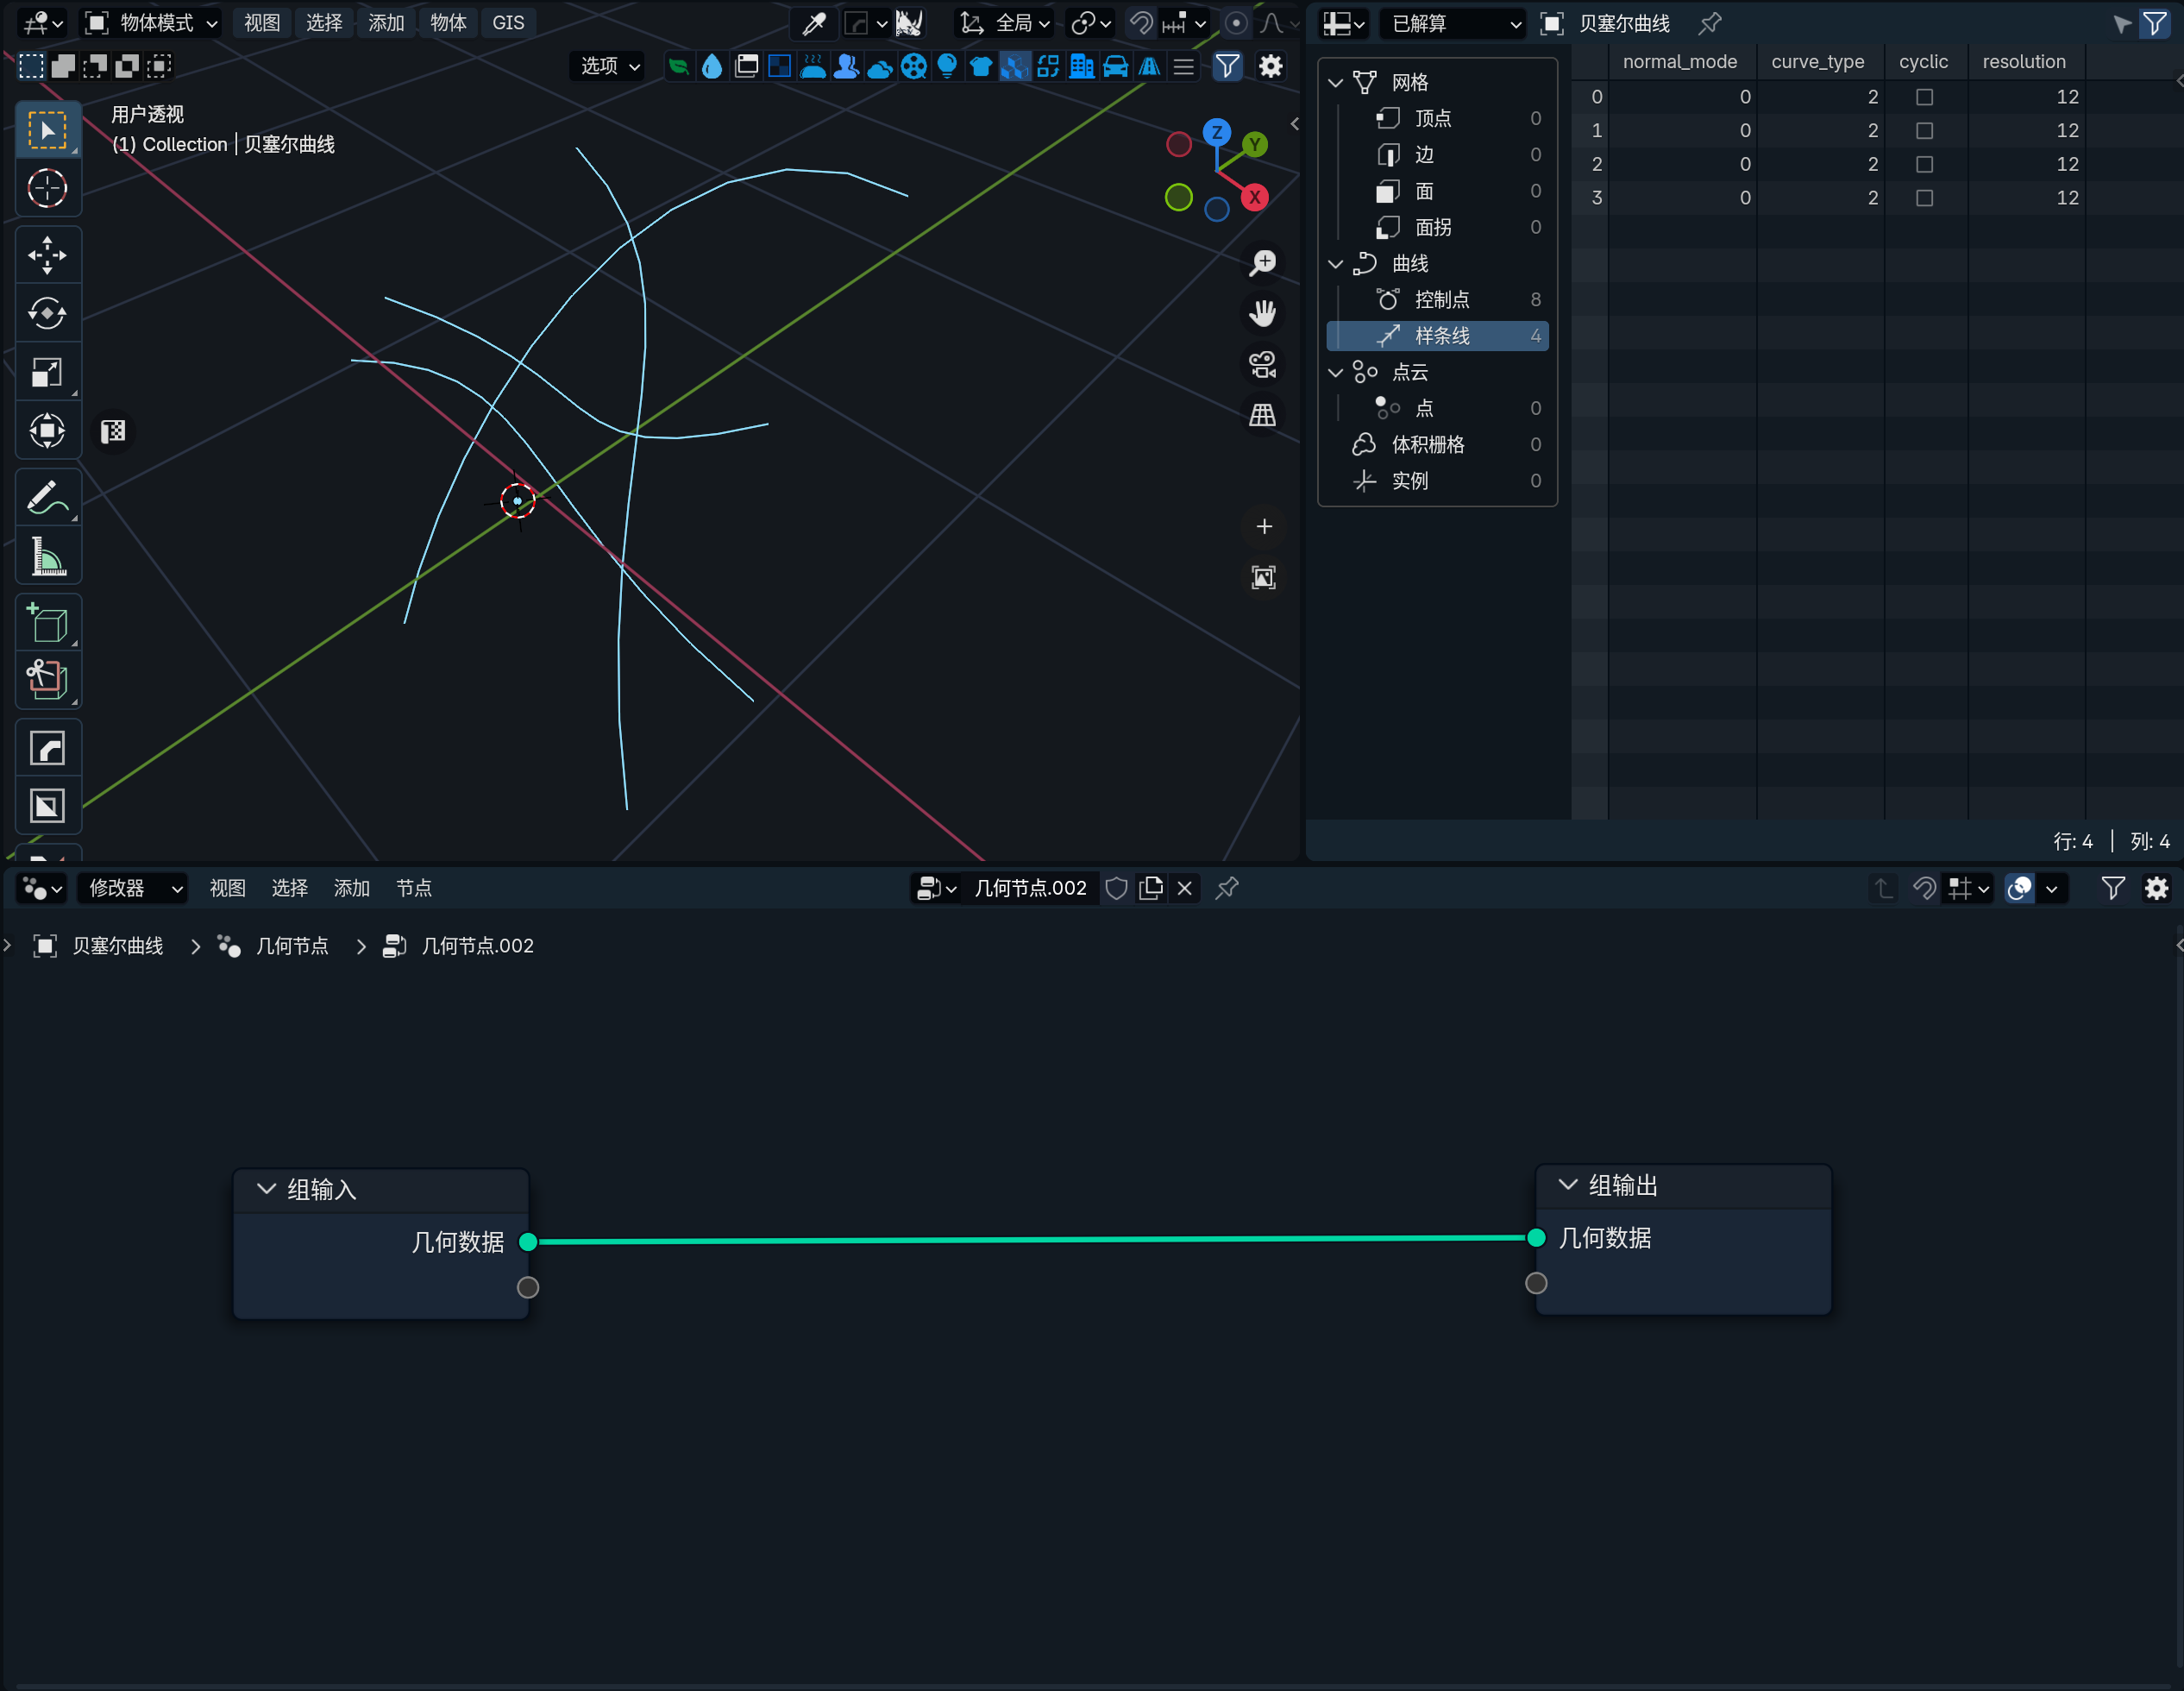 物体模式 视图 选择 添加 物体 GIS 全局
选项
用户透视
(1) Collection | 贝塞尔曲线
Z
Y
X
已解算 贝塞尔曲线
网格
顶点 0
边 0
面 0
面拐 0
曲线
控制点 8
样条线 4
点云
点 0
体积栅格 0
实例 0
normal_mode curve_type cyclic resolution
0 0 2 12
1 0 2 12
2 0 2 12
3 0 2 12
行: 4 | 列: 4
修改器 视图 选择 添加 节点 几何节点.002
贝塞尔曲线 几何节点 几何节点.002
组输入
几何数据
组输出
几何数据